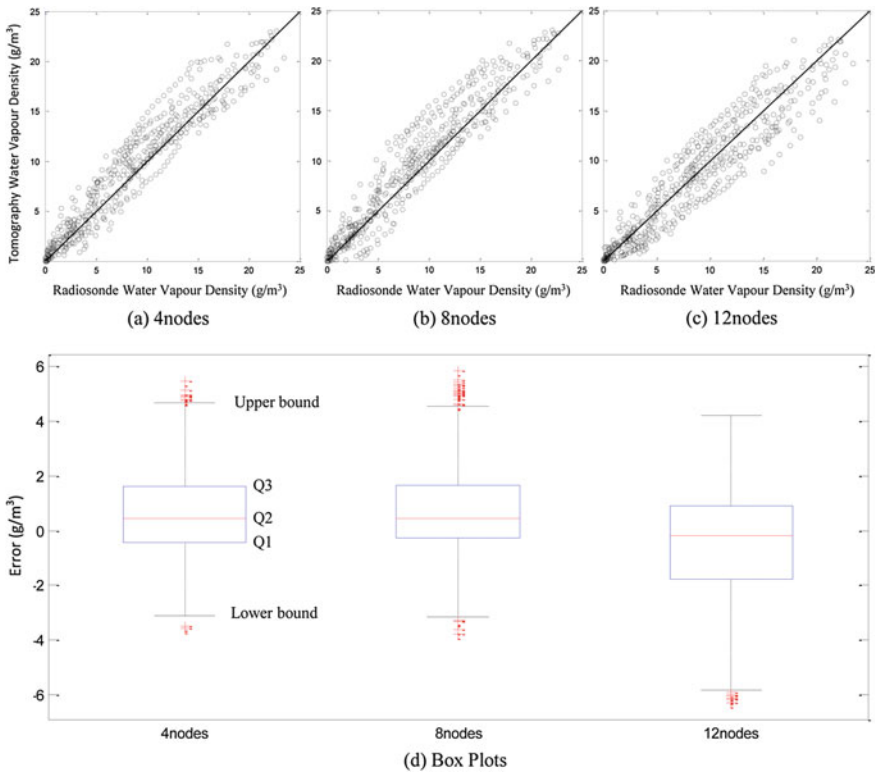 Tomography Water Vapour Density (g/m³)
25
20
15
10
5
0
0 5 10 15 20 25
Radiosonde Water Vapour Density (g/m³)
(a) 4nodes
25
20
15
10
5
0
0 5 10 15 20 25
Radiosonde Water Vapour Density (g/m³)
(b) 8nodes
25
20
15
10
5
0
0 5 10 15 20 25
Radiosonde Water Vapour Density (g/m³)
(c) 12nodes
Error (g/m³)
6
4
2
0
-2
-4
-6
Upper bound
Q3
Q2
Q1
Lower bound
4nodes 8nodes 12nodes
(d) Box Plots